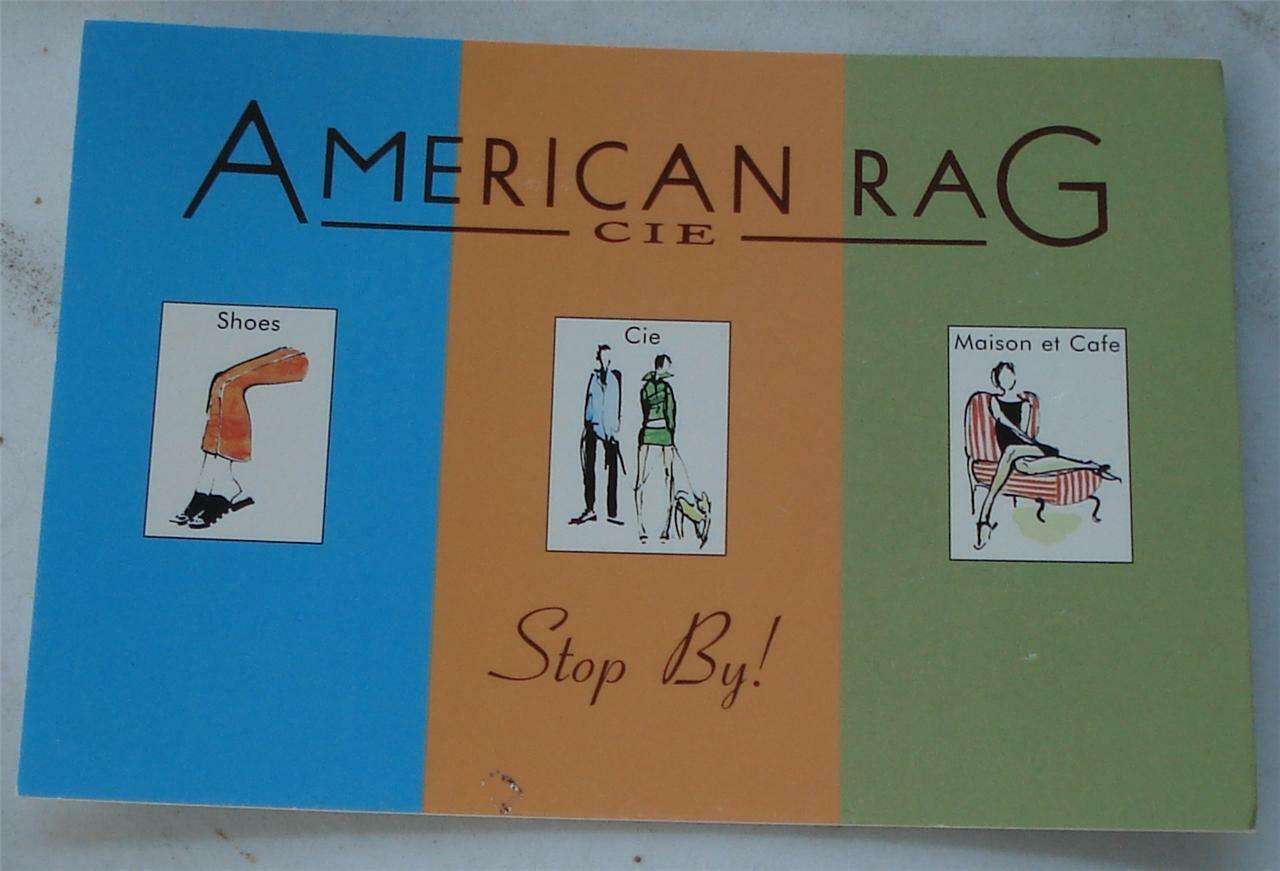 AMERICAN RAG
CIE
Shoes
Cie
Maison et Cafe
Stop By!